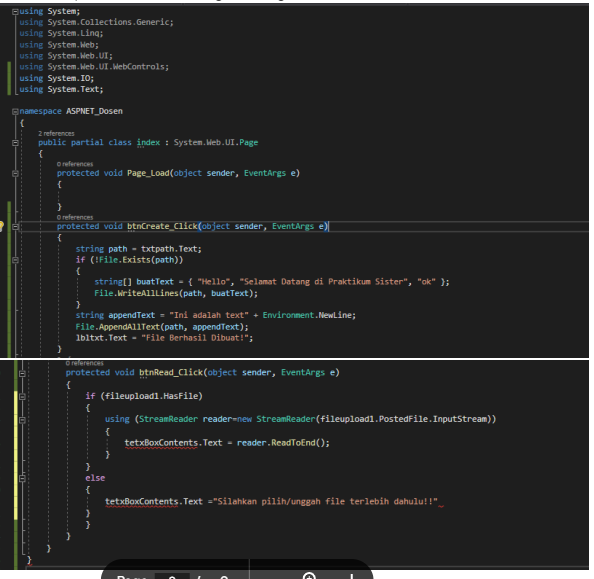 using System;
using System.Collections.Generic;
using System.Linq;
using System.Web;
using System.Web.UI;
using System.Web.UI.WebControls;
using System.IO;
using System.Text;
namespace ASPNET_Dosen
{
2 references
public partial class index : System.Web.UI.Page
{
0 references
protected void Page_Load(object sender, EventArgs e)
{
}
0 references
protected void btnCreate_Click(object sender, EventArgs e)
{
string path = txtpath.Text;
if (!File.Exists(path))
{
string[] buatText = { "Hello", "Selamat Datang di Praktikum Sister", "ok" };
File.WriteAllLines(path, buatText);
}
string appendText = "Ini adalah text" + Environment.NewLine;
File.AppendAllText(path, appendText);
lbltxt.Text = "File Berhasil Dibuat!";
}
0 references
protected void btnRead_Click(object sender, EventArgs e)
{
if (fileupload1.HasFile)
{
using (StreamReader reader=new StreamReader(fileupload1.PostedFile.InputStream))
{
tetxBoxContents.Text = reader.ReadToEnd();
}
}
else
{
tetxBoxContents.Text ="Silahkan pilih/unggah file terlebih dahulu!!"
}
}
}
}
}